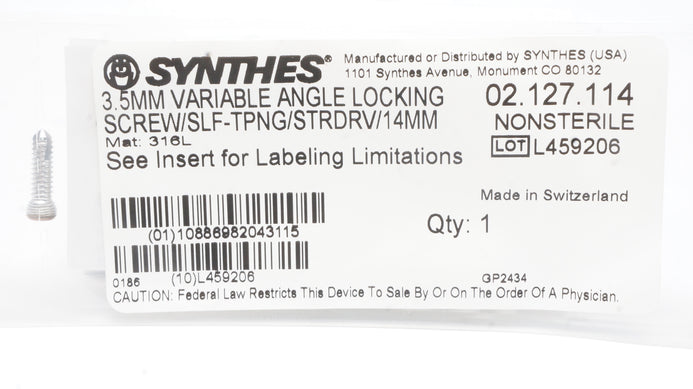 SYNTHES®
Manufactured or Distributed by SYNTHES (USA)
1101 Synthes Avenue, Monument CO 80132
3.5MM VARIABLE ANGLE LOCKING
SCREW/SLF-TPNG/STRDRV/14MM
02.127.114
NONSTERILE
Mat: 316L
LOT L459206
See Insert for Labeling Limitations
Made in Switzerland
(01)10886982043115
Qty: 1
0186
(10)L459206
GP2434
CAUTION: Federal Law Restricts This Device To Sale By Or On The Order Of A Physician.